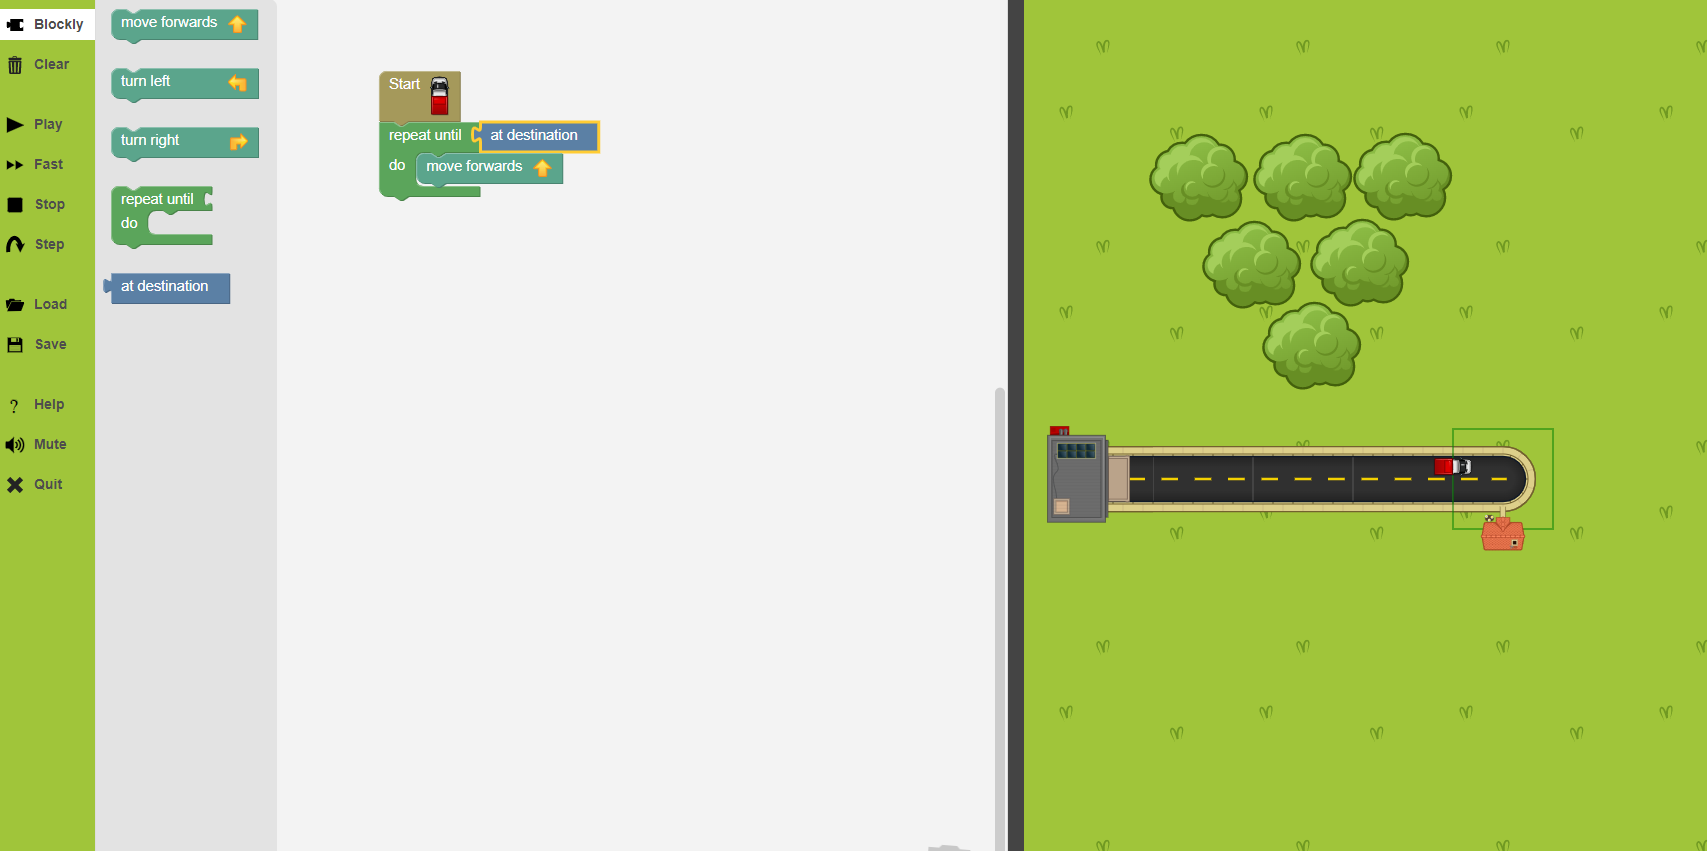 Blockly
Clear
Play
Fast
Stop
Step
Load
Save
Help
Mute
Quit
move forwards
turn left
turn right
repeat until
do
at destination
Start
repeat until at destination
do move forwards